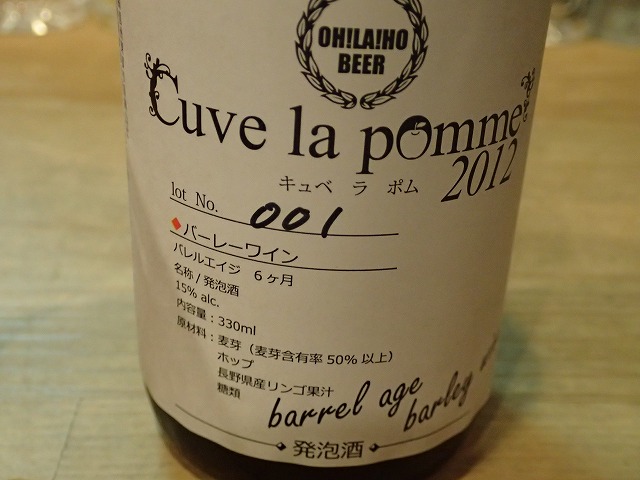 OH!LA!HO
BEER
Cuve la pomme
2012
キュベ ラ ポム
lot No. 001
バーレーワイン
バレルエイジ 6ヶ月
名称/発泡酒
15% alc.
内容量:330ml
原材料:麦芽(麦芽含有率50%以上)
ホップ
長野県産リンゴ果汁
糖類
barrel age
barley
発泡酒